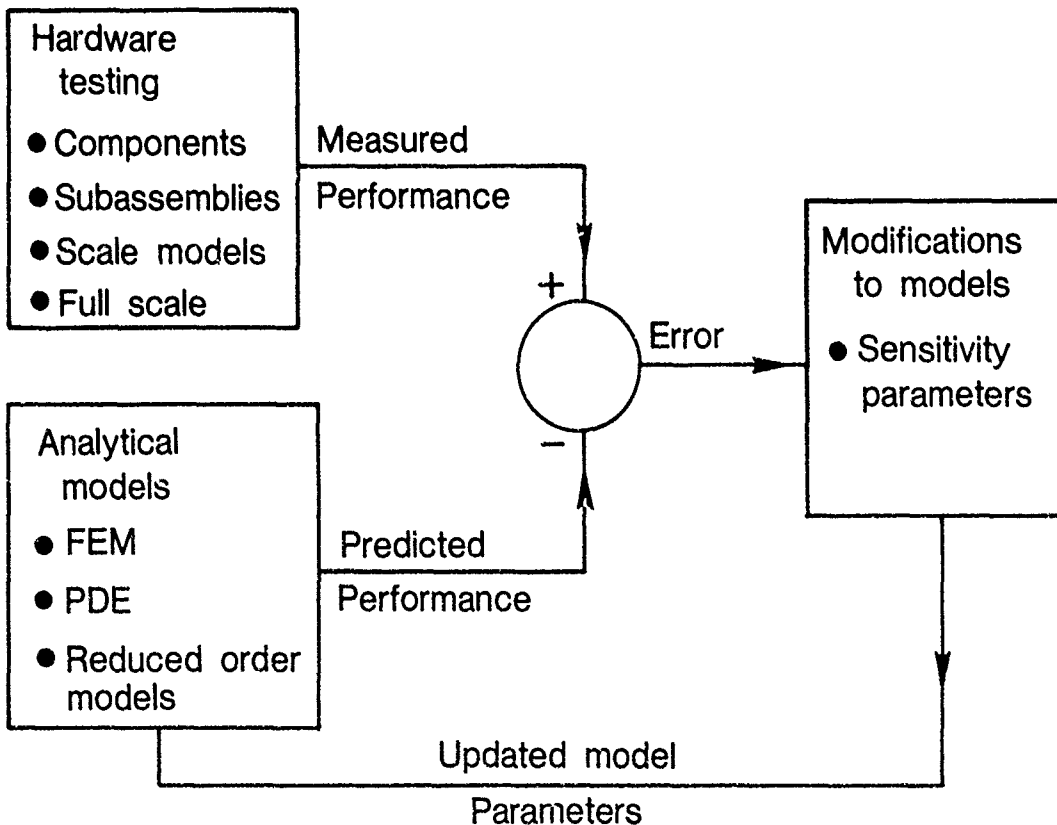 Hardware
testing
● Components
● Subassemblies
● Scale models
● Full scale
Measured
Performance
+
Error
Modifications
to models
● Sensitivity
parameters
−
Analytical
models
● FEM
● PDE
● Reduced order
models
Predicted
Performance
Updated model
Parameters